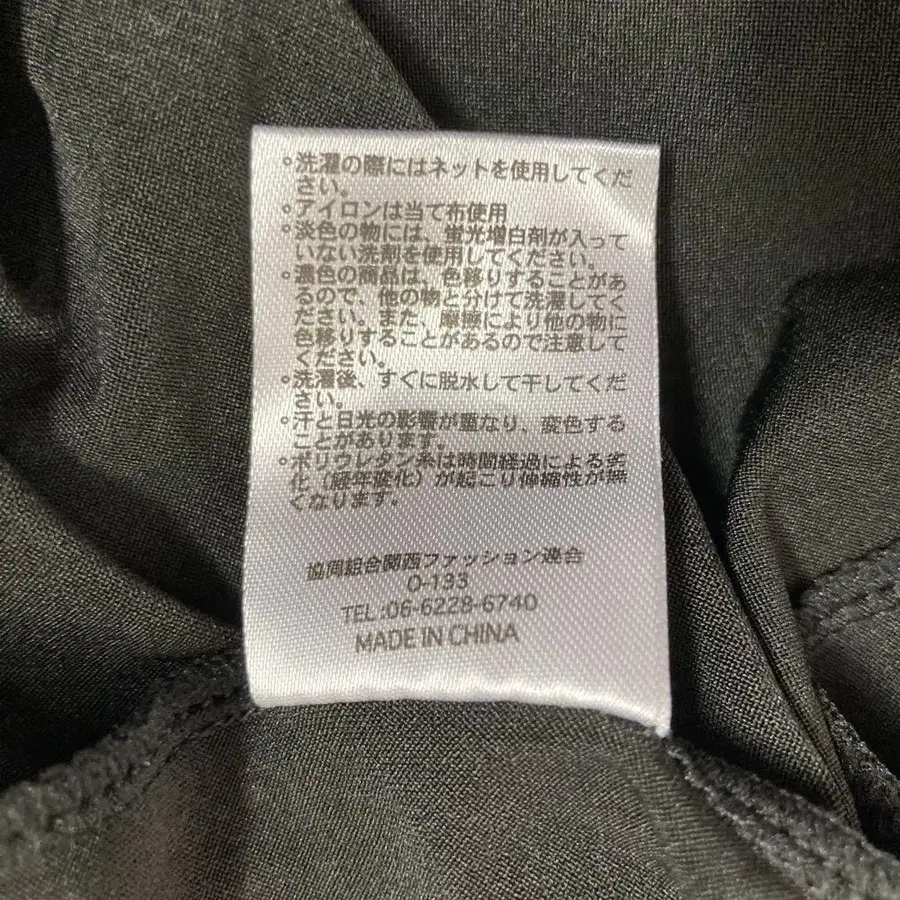 °洗濯の際にはネットを使用してくだ
さい。
°アイロンは当て布使用
°淡色の物には、蛍光増白剤が入って
いない洗剤を使用してください。
°濃色の商品は、色移りすることがあ
るので、他の物と分けて洗濯してく
ださい。また、摩擦により他の物に
色移りすることがあるので注意して
ください。
°洗濯後、すぐに脱水して干してくだ
さい。
°汗と日光の影響が重なり、変色する
ことがあります。
°ポリウレタン糸は時間経過による劣
化（経年変化）が起こり伸縮性が無
くなります。
協同組合関西ファッション連合
O-133
TEL:06-6228-6740
MADE IN CHINA